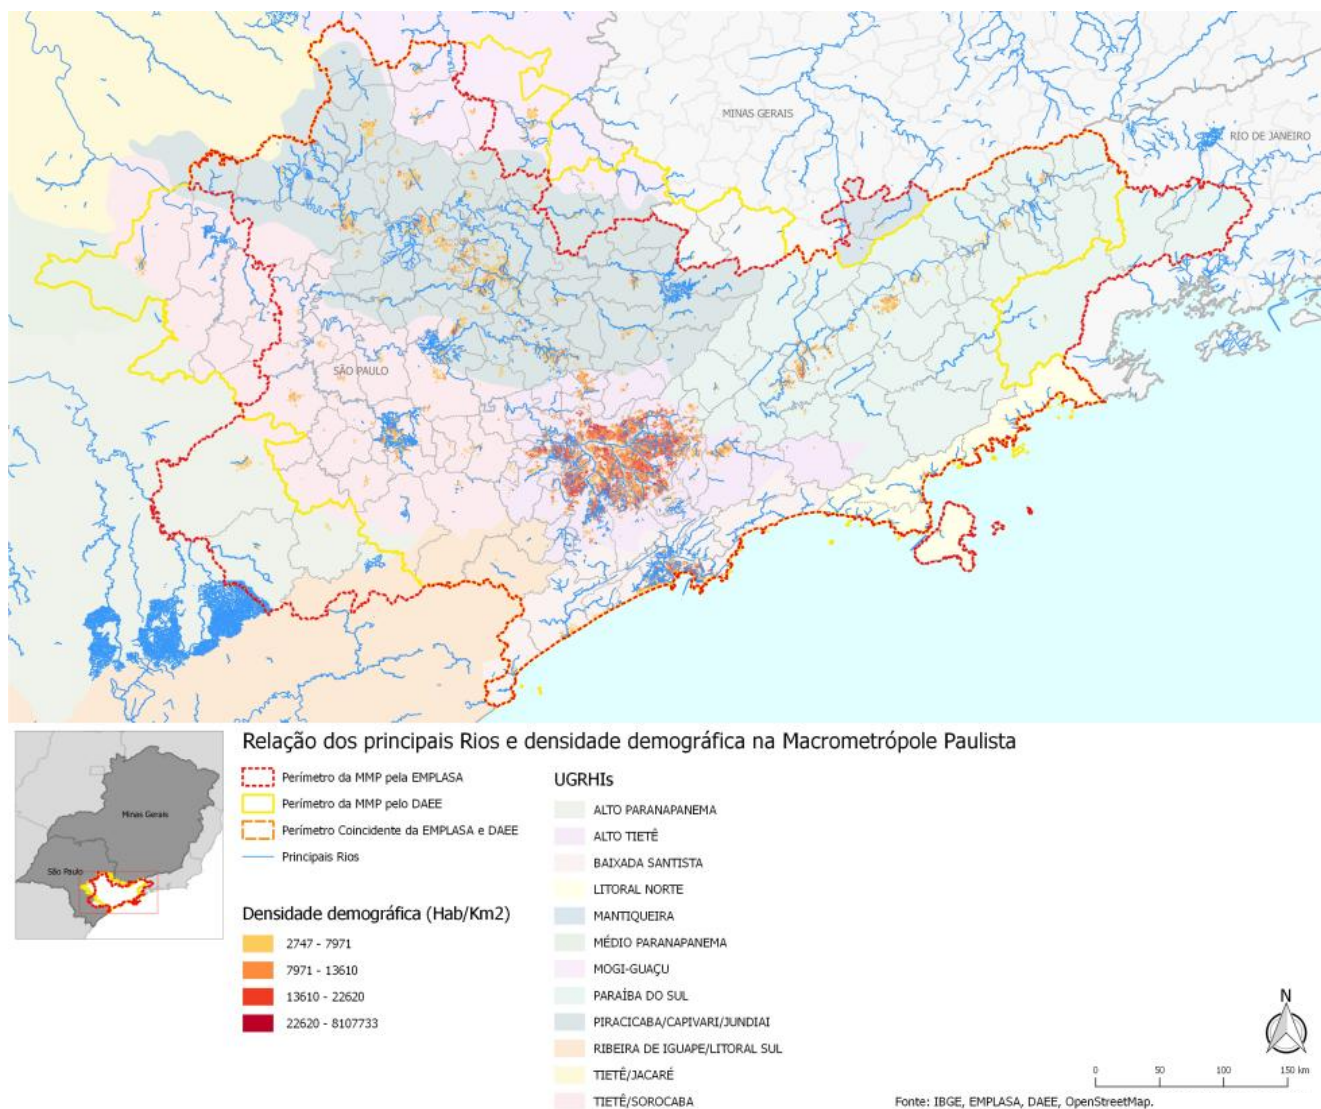 MINAS GERAIS
RIO DE JANEIRO
SÃO PAULO
Relação dos principais Rios e densidade demográfica na Macrometrópole Paulista
Perímetro da MMP pela EMPLASA
Perímetro da MMP pelo DAEE
Perímetro Coincidente da EMPLASA e DAEE
Principais Rios
Densidade demográfica (Hab/Km2)
2747 - 7971
7971 - 13610
13610 - 22620
22620 - 8107733
UGRHIs
ALTO PARANAPANEMA
ALTO TIETÊ
BAIXADA SANTISTA
LITORAL NORTE
MANTIQUEIRA
MÉDIO PARANAPANEMA
MOGI-GUAÇU
PARAÍBA DO SUL
PIRACICABA/CAPIVARI/JUNDIAI
RIBEIRA DE IGUAPE/LITORAL SUL
TIETÊ/JACARÉ
TIETÊ/SOROCABA
Minas Gerais
São Paulo
N
0 50 100 150 km
Fonte: IBGE, EMPLASA, DAEE, OpenStreetMap.